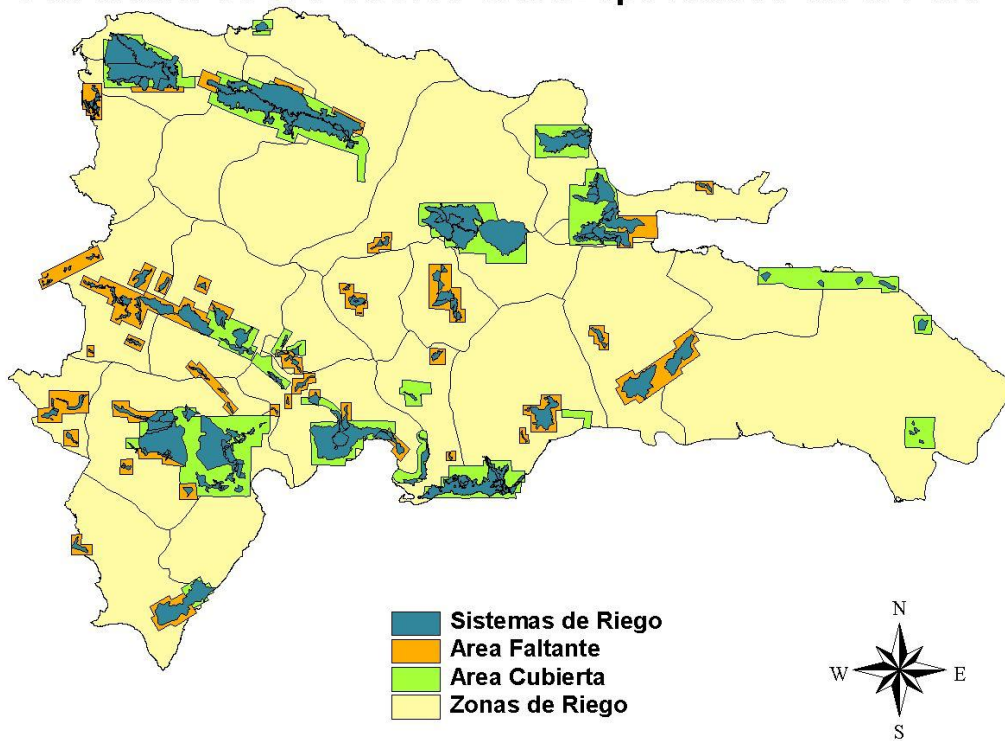 Sistemas de Riego
Area Faltante
Area Cubierta
Zonas de Riego
N
W E
S